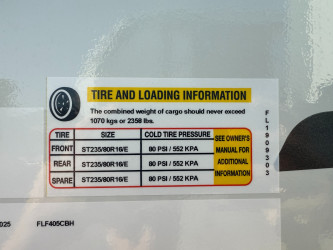 TIRE AND LOADING INFORMATION
The combined weight of cargo should never exceed
1070 kgs or 2358 lbs.
TIRE SIZE COLD TIRE PRESSURE SEE OWNER'S
MANUAL FOR
ADDITIONAL
INFORMATION
FRONT ST235/80R16/E 80 PSI / 552 KPA
REAR ST235/80R16/E 80 PSI / 552 KPA
SPARE ST235/80R16/E 80 PSI / 552 KPA
FL1909303
025 FLF405CBH